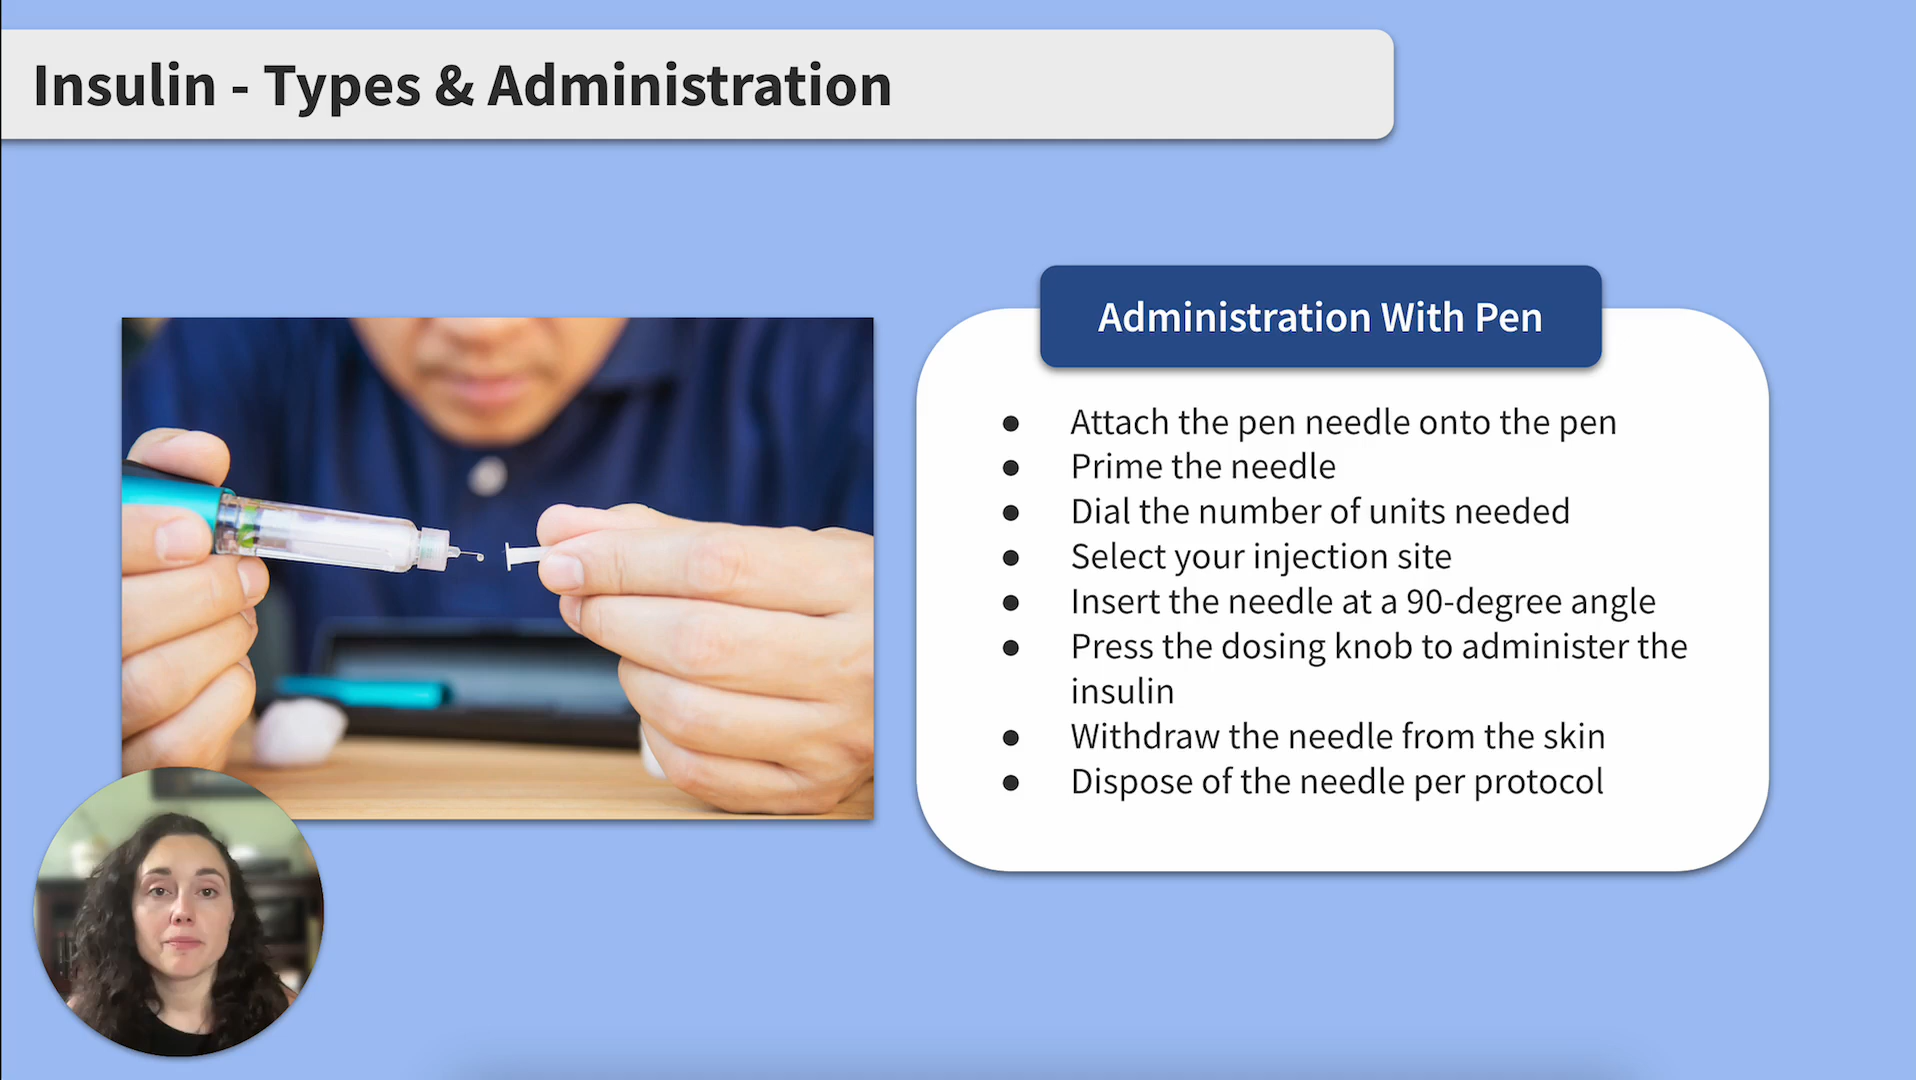 Insulin - Types & Administration
Administration With Pen
● Attach the pen needle onto the pen
● Prime the needle
● Dial the number of units needed
● Select your injection site
● Insert the needle at a 90-degree angle
● Press the dosing knob to administer the
insulin
● Withdraw the needle from the skin
● Dispose of the needle per protocol